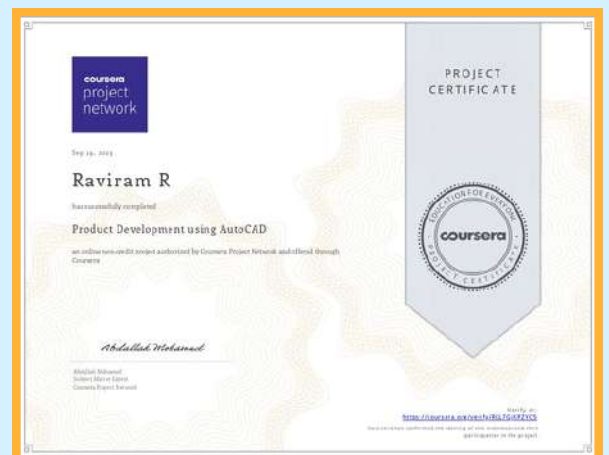 coursera
project
network
Sep 19, 2023
Raviram R
has successfully completed
Product Development using AutoCAD
an online non-credit project authorized by Coursera Project Network and offered through
Coursera
Abdallah Mohamed
Abdallah Mohamed
Subject Matter Expert
Coursera Project Network
PROJECT
CERTIFICATE
EDUCATION FOR EVERYONE
coursera
PROJECT CERTIFICATE
Verify at:
Coursera has confirmed the identity of this individual and their
participation in the project.